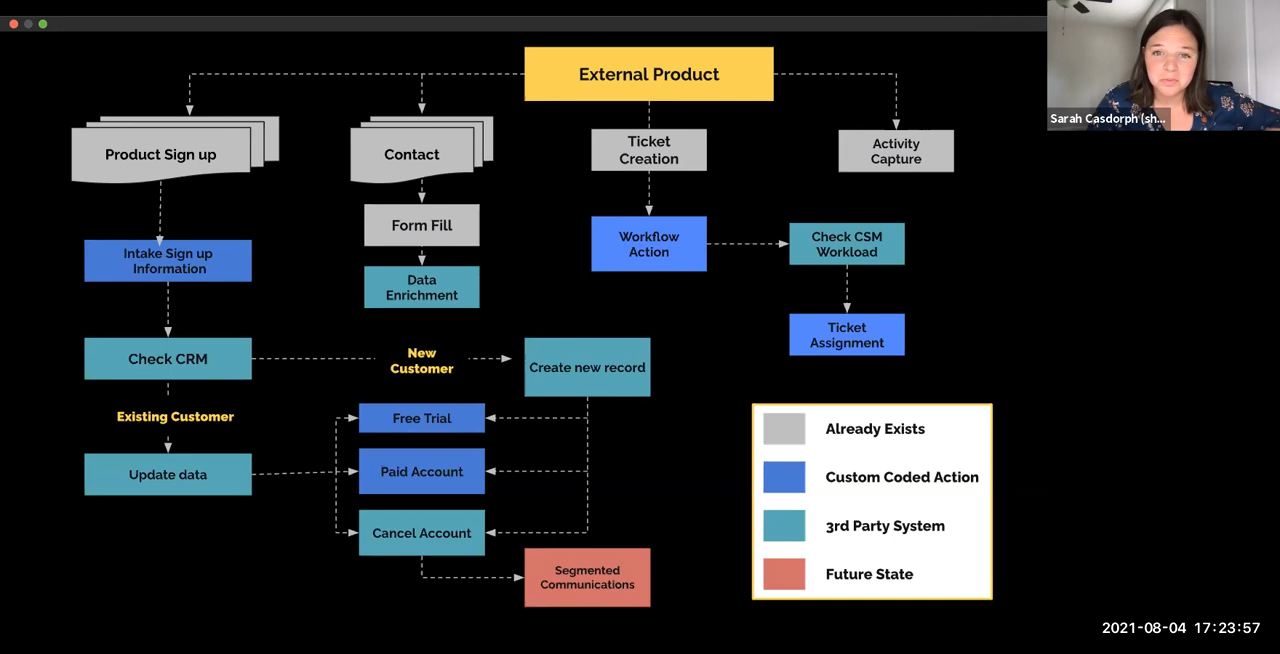 External Product
Product Sign up
Contact
Ticket
Creation
Activity
Capture
Sarah Casdorph (sh...
Form Fill
Workflow
Action
Check CSM
Workload
Intake Sign up
Information
Data
Enrichment
Ticket
Assignment
Check CRM
New
Customer
Create new record
Existing Customer
Free Trial
Update data
Paid Account
Cancel Account
Segmented
Communications
Already Exists
Custom Coded Action
3rd Party System
Future State
2021-08-04 17:23:57